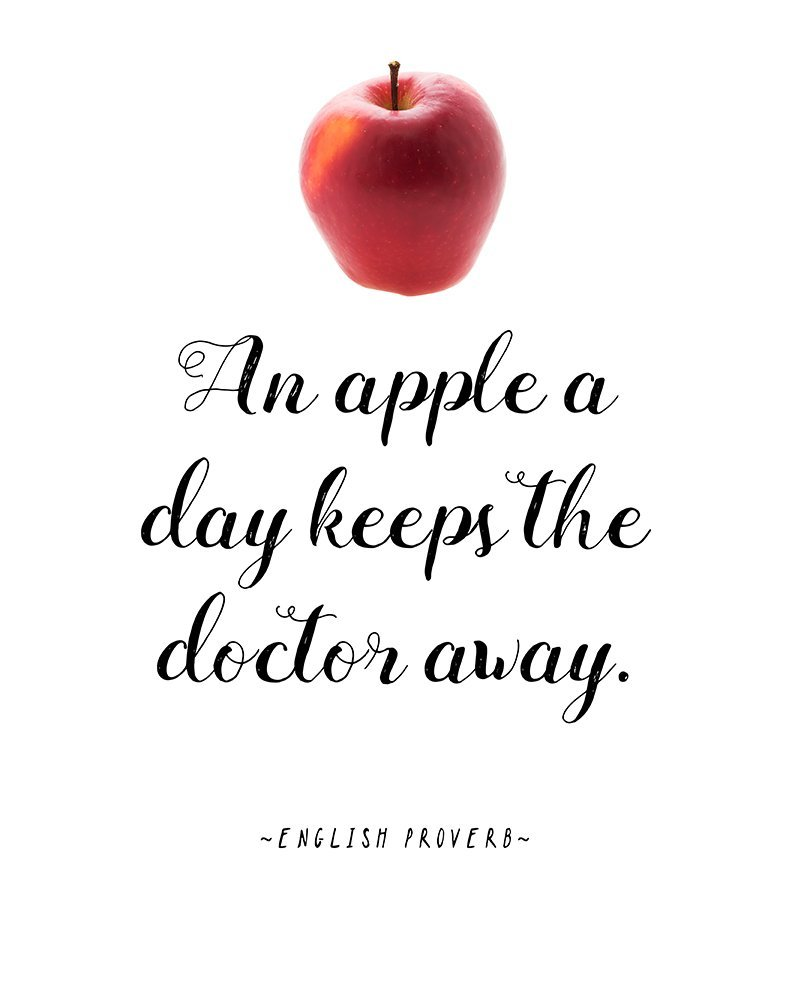 An apple a
day keeps the
doctor away.
~ENGLISH PROVERB~